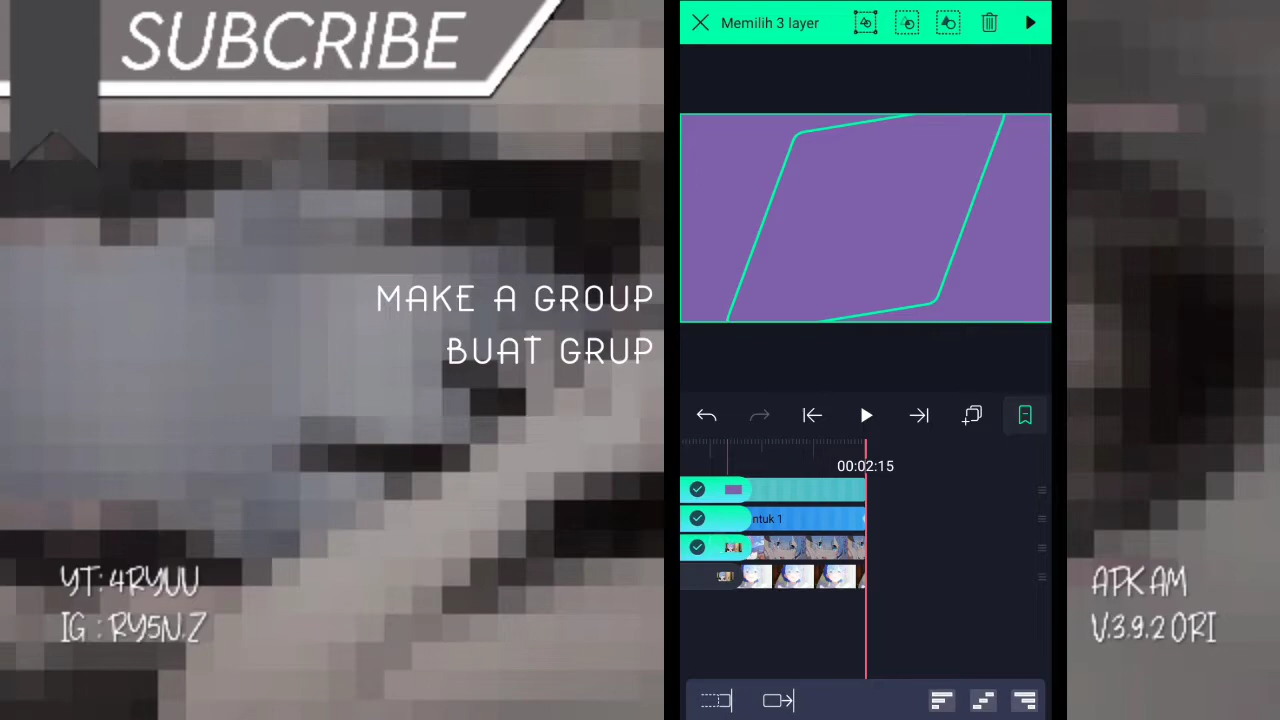 SUBCRIBE
Memilih 3 layer
MAKE A GROUP
BUAT GRUP
00:02:15
ntuk 1
YT: 4RYUU
IG : RY5N.Z
APK AM
V.3.9.2 ORI